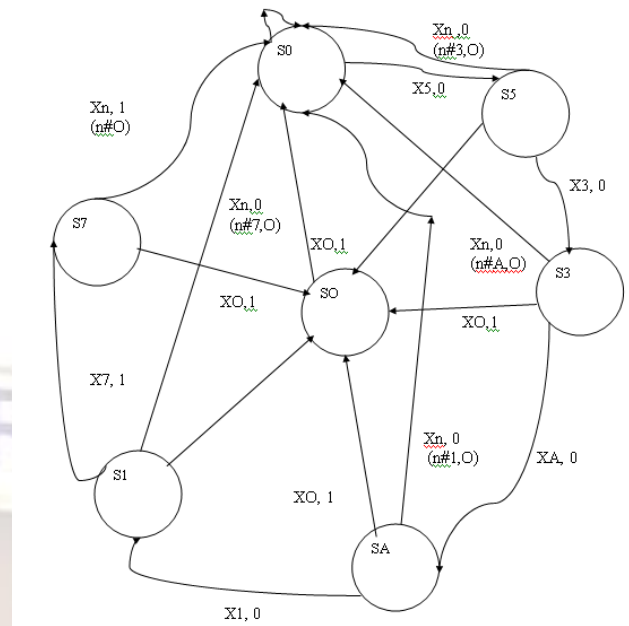 S0
Xn ,0
(n#3,O)
X5,0
S5
Xn, 1
(n#O)
X3, 0
S7
Xn,0
(n#7,O)
XO,1
Xn,0
(n#A,O)
S3
SO
XO,1
XO,1
X7, 1
Xn, 0
(n#1,O)
XA, 0
S1
XO, 1
SA
X1, 0